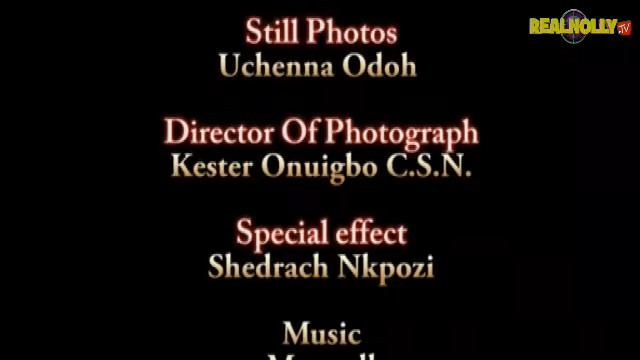 REALNOLLY.TV
Still Photos
Uchenna Odoh
Director Of Photograph
Kester Onuigbo C.S.N.
Special effect
Shedrach Nkpozi
Music